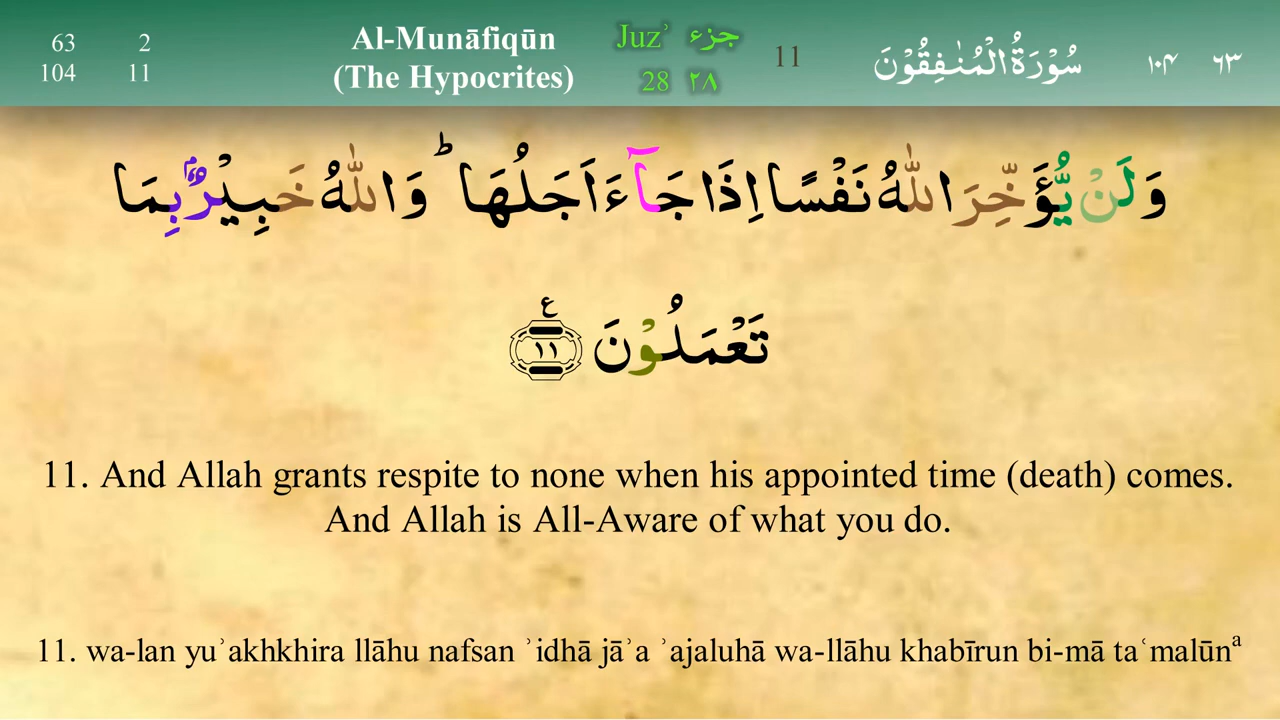 63 2 Al-Munāfiqūn Juzʾ جزء 11 سُوْرَةُ الْمُنٰفِقُوْنَ ١٠٤ ٦٣
104 11 (The Hypocrites) 28 ٢٨
وَلَنْ يُّؤَخِّرَ اللّٰهُ نَفْسًا اِذَا جَآءَ اَجَلُهَا ؕ وَاللّٰهُ خَبِيْرٌۢ بِمَا
تَعْمَلُوْنَ ١١ ع
11. And Allah grants respite to none when his appointed time (death) comes.
And Allah is All-Aware of what you do.
11. wa-lan yuʾakhkhira llāhu nafsan ʾidhā jāʾa ʾajaluhā wa-llāhu khabīrun bi-mā taʿmalūnᵃ